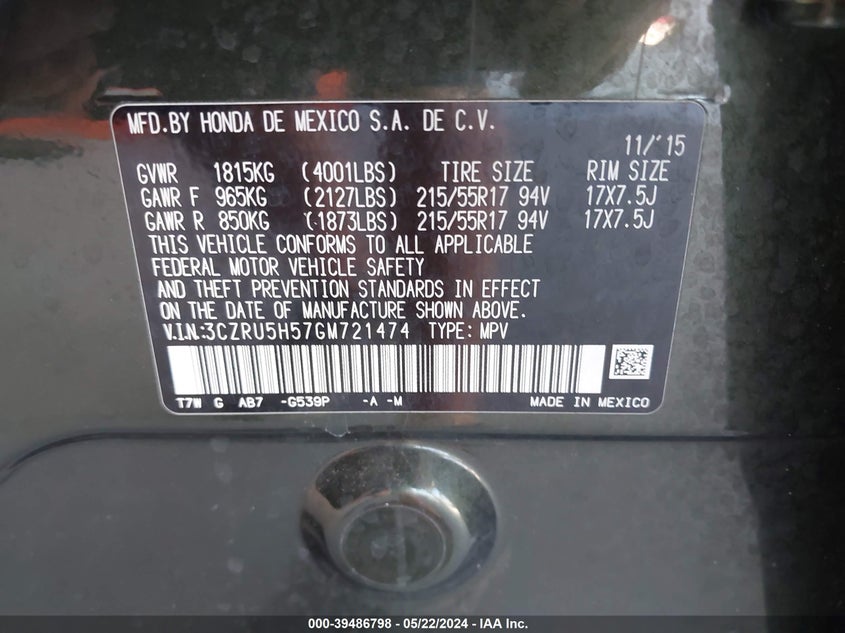 MFD.BY HONDA DE MEXICO S.A. DE C.V.
11/'15
GVWR 1815KG (4001LBS) TIRE SIZE RIM SIZE
GAWR F 965KG (2127LBS) 215/55R17 94V 17X7.5J
GAWR R 850KG (1873LBS) 215/55R17 94V 17X7.5J
THIS VEHICLE CONFORMS TO ALL APPLICABLE
FEDERAL MOTOR VEHICLE SAFETY
AND THEFT PREVENTION STANDARDS IN EFFECT
ON THE DATE OF MANUFACTURE SHOWN ABOVE.
V.I.N:3CZRU5H57GM721474 TYPE: MPV
T7W G AB7 -G539P -A -M MADE IN MEXICO
000-39486798 - 05/22/2024 - IAA Inc.